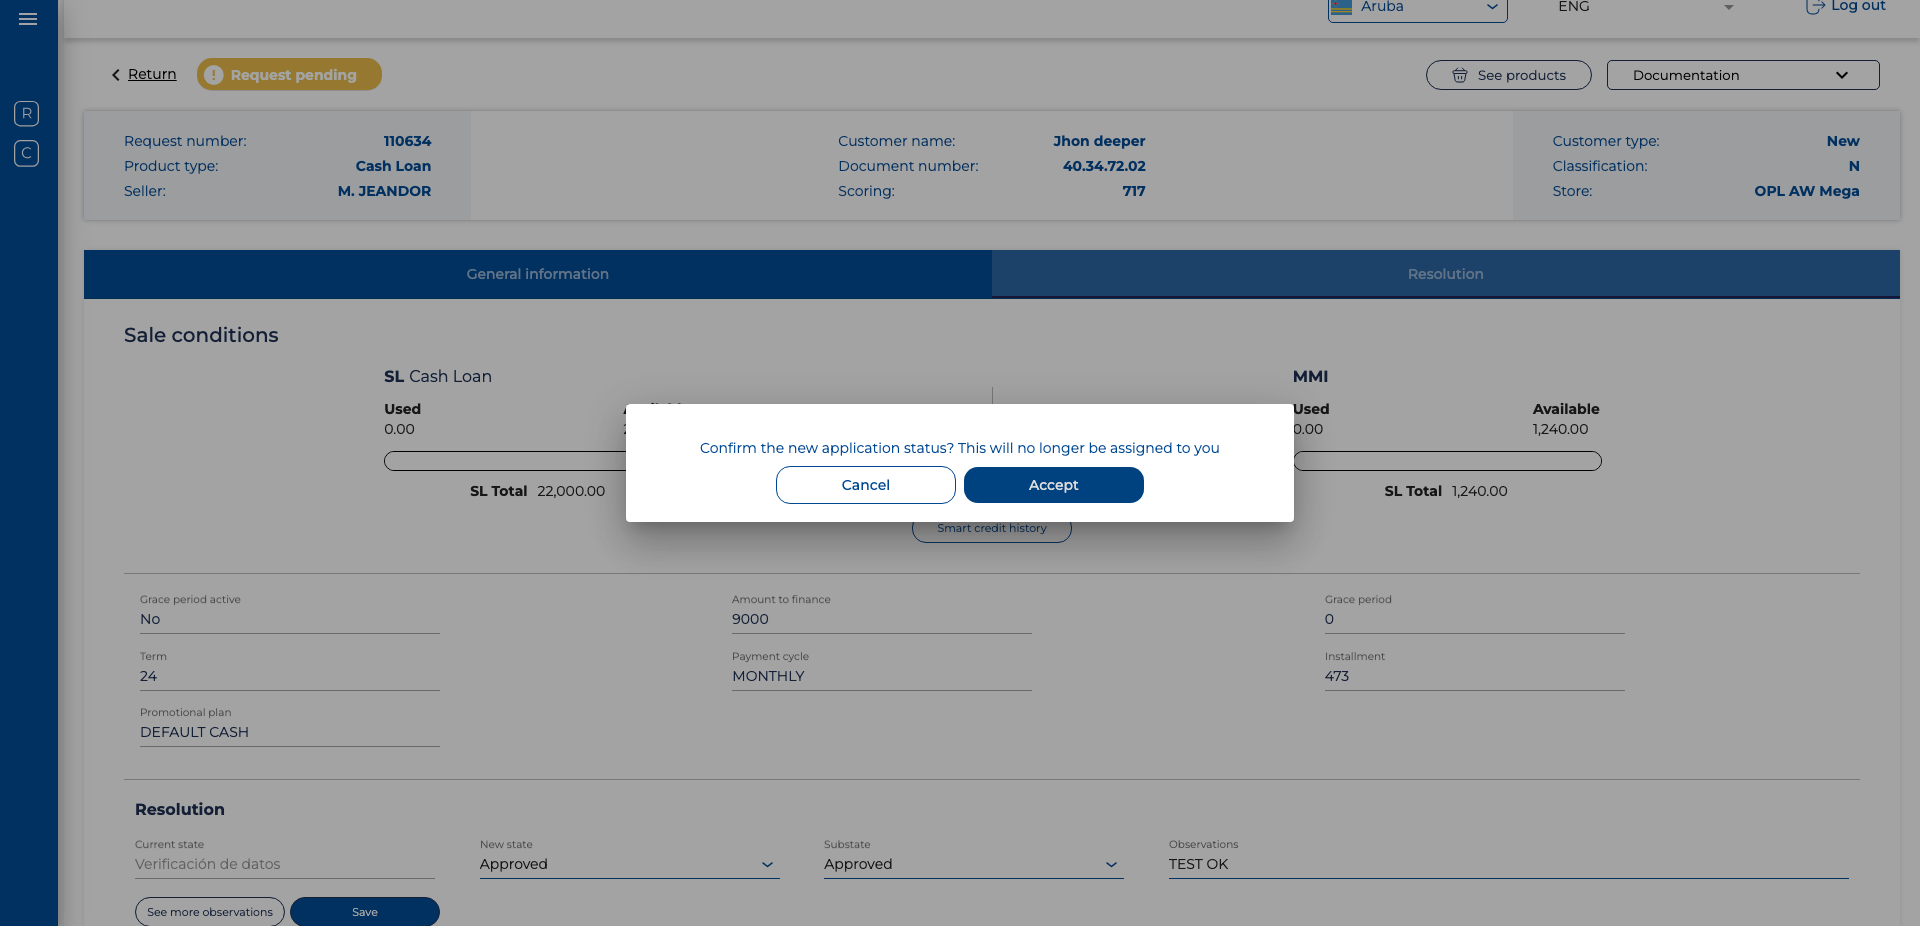 Aruba
ENG
Log out
Return
Request pending
See products
Documentation
R
C
Request number: 110634
Product type: Cash Loan
Seller: M. JEANDOR
Customer name: Jhon deeper
Document number: 40.34.72.02
Scoring: 717
Customer type: New
Classification: N
Store: OPL AW Mega
General information
Resolution
Sale conditions
SL Cash Loan
Used
0.00
SL Total 22,000.00
MMI
Used
0.00
Available
1,240.00
SL Total 1,240.00
Confirm the new application status? This will no longer be assigned to you
Cancel
Accept
Smart credit history
Grace period active
No
Amount to finance
9000
Grace period
0
Term
24
Payment cycle
MONTHLY
Installment
473
Promotional plan
DEFAULT CASH
Resolution
Current state
Verificación de datos
New state
Approved
Substate
Approved
Observations
TEST OK
See more observations
Save